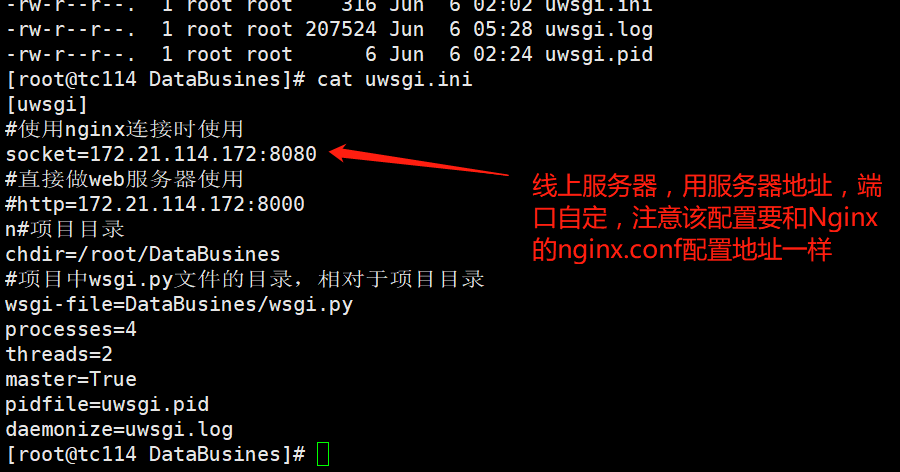 -rw-r--r--. 1 root root 316 Jun 6 02:02 uwsgi.ini
-rw-r--r--. 1 root root 207524 Jun 6 05:28 uwsgi.log
-rw-r--r--. 1 root root 6 Jun 6 02:24 uwsgi.pid
[root@tc114 DataBusines]# cat uwsgi.ini
[uwsgi]
#使用nginx连接时使用
socket=172.21.114.172:8080
#直接做web服务器使用
#http=172.21.114.172:8000
n#项目目录
chdir=/root/DataBusines
#项目中wsgi.py文件的目录，相对于项目目录
wsgi-file=DataBusines/wsgi.py
processes=4
threads=2
master=True
pidfile=uwsgi.pid
daemonize=uwsgi.log
[root@tc114 DataBusines]#
线上服务器，用服务器地址，端
口自定，注意该配置要和Nginx
的nginx.conf配置地址一样